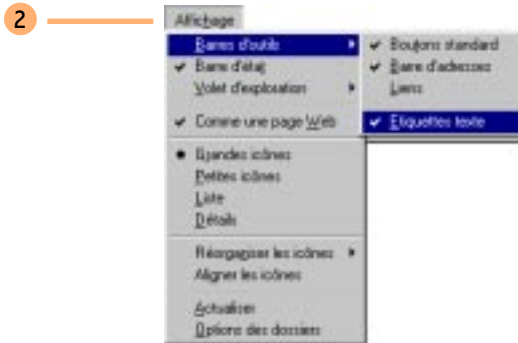 2
Affichage
Barres d'outils
Barre d'état
Volet d'exploration
Comme une page Web
Grandes icônes
Petites icônes
Liste
Détails
Réorganiser les icônes
Aligner les icônes
Actualiser
Options des dossiers
Boutons standard
Barre d'adresses
Liens
Etiquettes texte